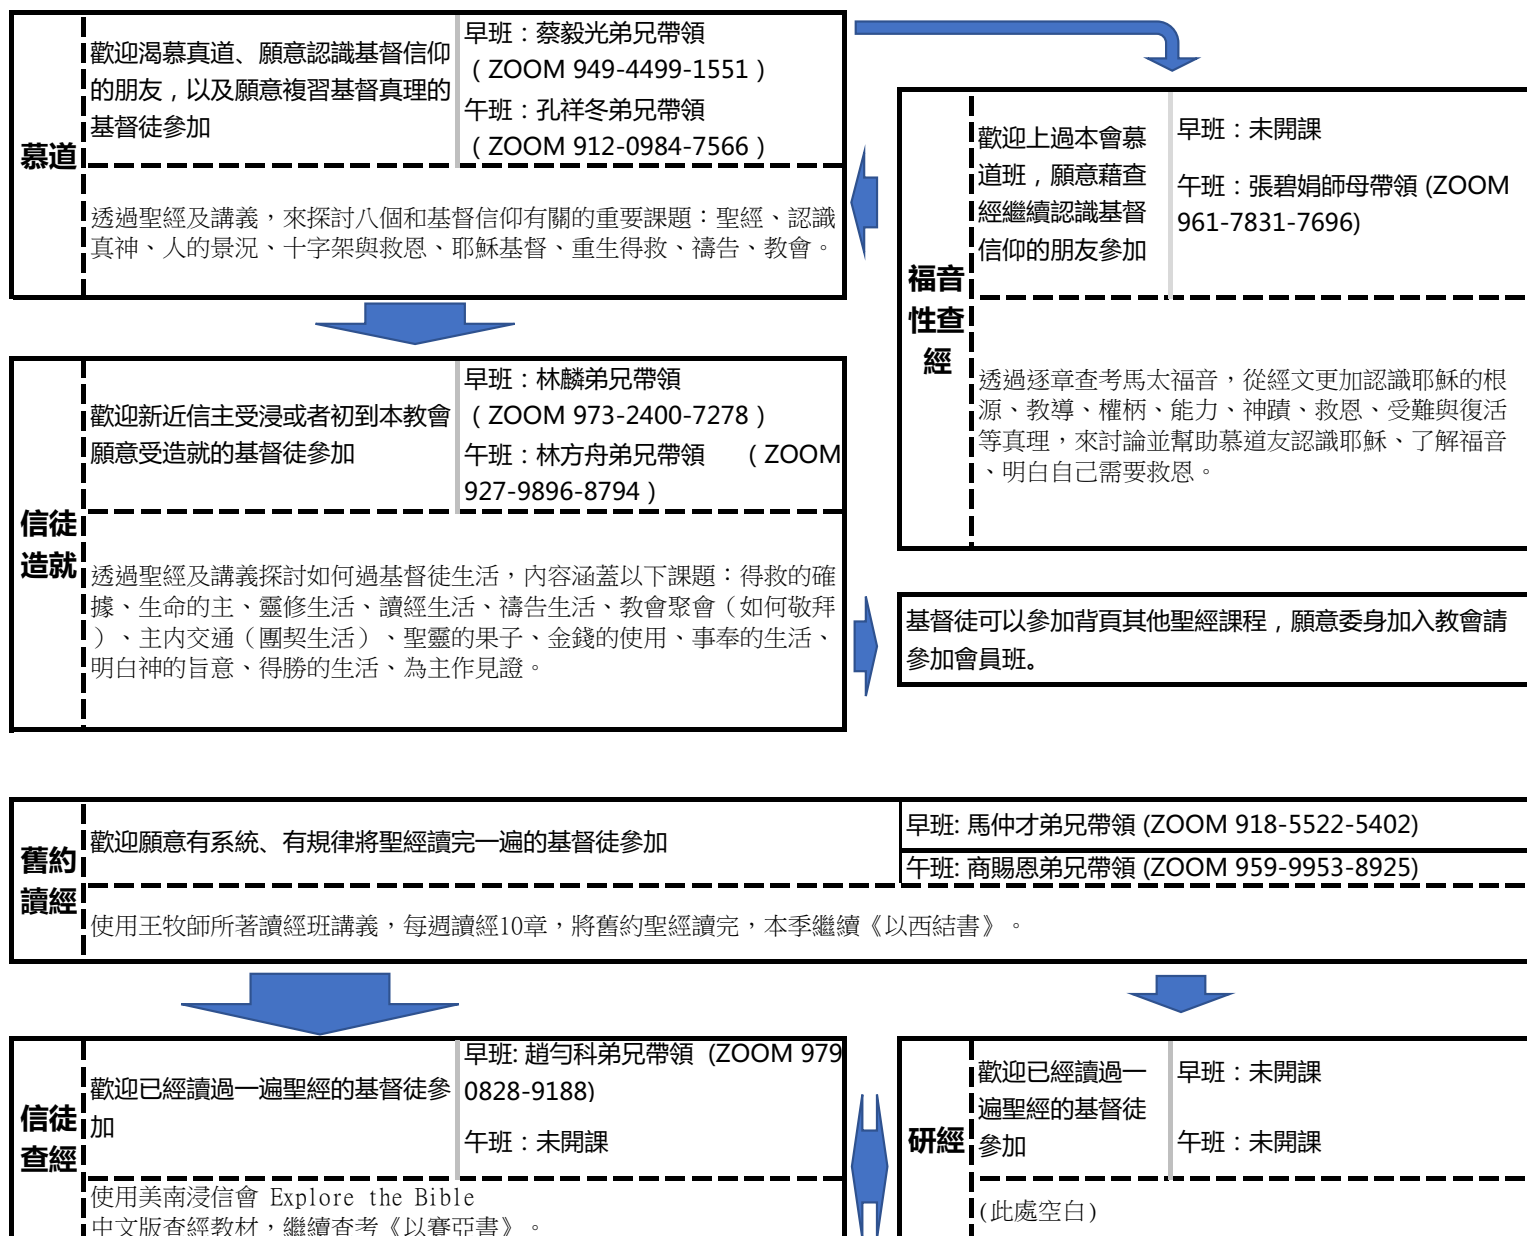 慕道
歡迎渴慕真道、願意認識基督信仰
的朋友，以及願意複習基督真理的
基督徒參加
早班：蔡毅光弟兄帶領
（ZOOM 949-4499-1551）
午班：孔祥冬弟兄帶領
（ZOOM 912-0984-7566）
透過聖經及講義，來探討八個和基督信仰有關的重要課題：聖經、認識
真神、人的景況、十字架與救恩、耶穌基督、重生得救、禱告、教會。
福音
性查
經
歡迎上過本會慕
道班，願意藉查
經繼續認識基督
信仰的朋友參加
早班：未開課
午班：張碧娟師母帶領 (ZOOM
961-7831-7696)
透過逐章查考馬太福音，從經文更加認識耶穌的根
源、教導、權柄、能力、神蹟、救恩、受難與復活
等真理，來討論並幫助慕道友認識耶穌、了解福音
、明白自己需要救恩。
信徒
造就
歡迎新近信主受浸或者初到本教會
願意受造就的基督徒參加
早班：林麟弟兄帶領
（ZOOM 973-2400-7278）
午班：林方舟弟兄帶領　（ZOOM
927-9896-8794）
透過聖經及講義探討如何過基督徒生活，內容涵蓋以下課題：得救的確
據、生命的主、靈修生活、讀經生活、禱告生活、教會聚會（如何敬拜
）、主內交通（團契生活）、聖靈的果子、金錢的使用、事奉的生活、
明白神的旨意、得勝的生活、為主作見證。
基督徒可以參加背頁其他聖經課程，願意委身加入教會請
參加會員班。
舊約
讀經
歡迎願意有系統、有規律將聖經讀完一遍的基督徒參加
早班: 馬仲才弟兄帶領 (ZOOM 918-5522-5402)
午班: 商賜恩弟兄帶領 (ZOOM 959-9953-8925)
使用王牧師所著讀經班講義，每週讀經10章，將舊約聖經讀完，本季繼續《以西結書》。
信徒
查經
歡迎已經讀過一遍聖經的基督徒參
加
早班: 趙匀科弟兄帶領 (ZOOM 979
0828-9188)
午班：未開課
使用美南浸信會 Explore the Bible
中文版查經教材，繼續查考《以賽亞書》。
研經
歡迎已經讀過一
遍聖經的基督徒
參加
早班：未開課
午班：未開課
(此處空白)